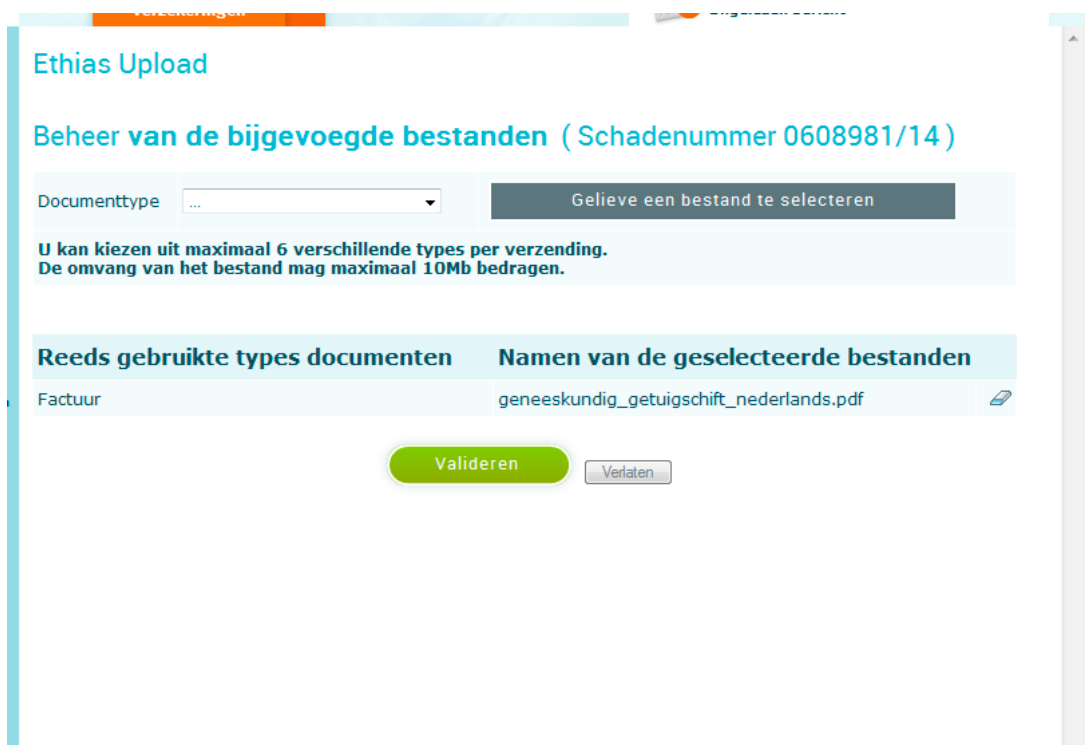 Ethias Upload
Beheer van de bijgevoegde bestanden ( Schadenummer 0608981/14 )
Documenttype ... Gelieve een bestand te selecteren
U kan kiezen uit maximaal 6 verschillende types per verzending.
De omvang van het bestand mag maximaal 10Mb bedragen.
Reeds gebruikte types documenten Namen van de geselecteerde bestanden
Factuur geneeskundig_getuigschift_nederlands.pdf
Valideren Verlaten